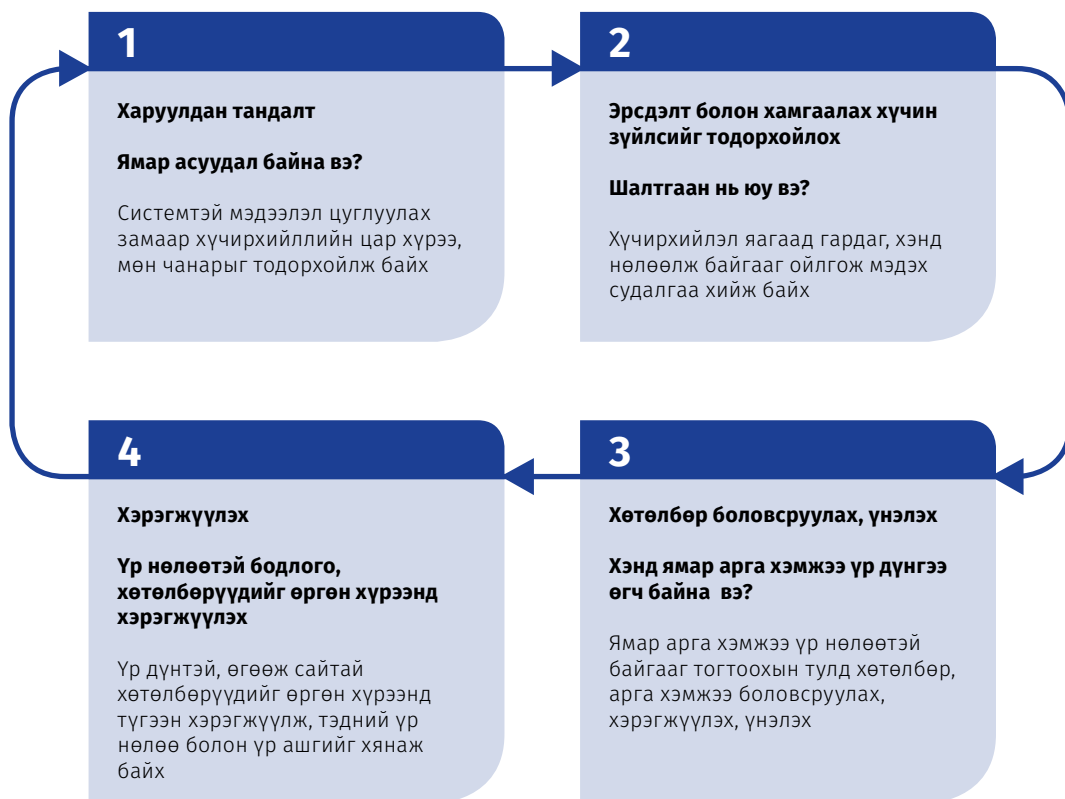 1
Харуулдан тандалт
Ямар асуудал байна вэ?
Системтэй мэдээлэл цуглуулах
замаар хүчирхийллийн цар хүрээ,
мөн чанарыг тодорхойлж байх
2
Эрсдэлт болон хамгаалах хүчин
зүйлсийг тодорхойлох
Шалтгаан нь юу вэ?
Хүчирхийлэл яагаад гардаг, хэнд
нөлөөлж байгааг ойлгож мэдэх
судалгаа хийж байх
3
Хөтөлбөр боловсруулах, үнэлэх
Хэнд ямар арга хэмжээ үр дүнгээ
өгч байна вэ?
Ямар арга хэмжээ үр нөлөөтэй
байгааг тогтоохын тулд хөтөлбөр,
арга хэмжээ боловсруулах,
хэрэгжүүлэх, үнэлэх
4
Хэрэгжүүлэх
Үр нөлөөтэй бодлого,
хөтөлбөрүүдийг өргөн хүрээнд
хэрэгжүүлэх
Үр дүнтэй, өгөөж сайтай
хөтөлбөрүүдийг өргөн хүрээнд
түгээн хэрэгжүүлж, тэдний үр
нөлөө болон үр ашгийг хянаж
байх